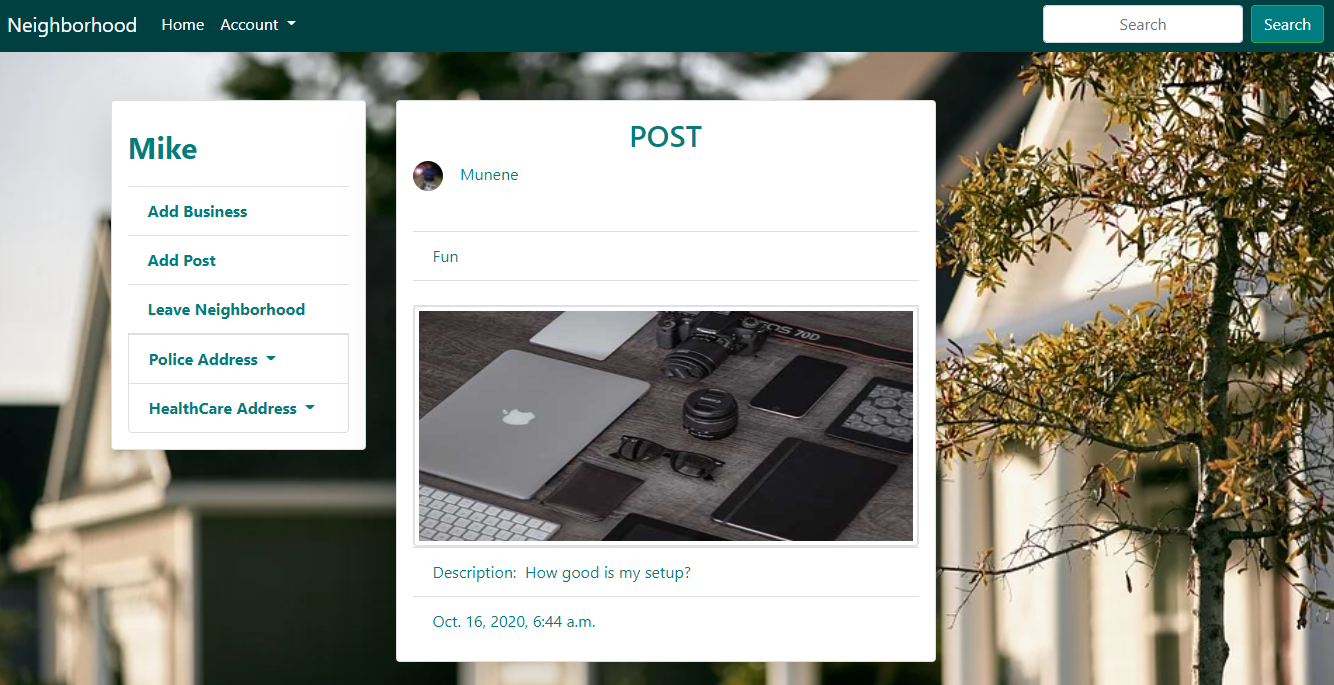 Neighborhood Home Account Search Search
Mike
Add Business
Add Post
Leave Neighborhood
Police Address
HealthCare Address
POST
Munene
Fun
EOS 70D
Description: How good is my setup?
Oct. 16, 2020, 6:44 a.m.